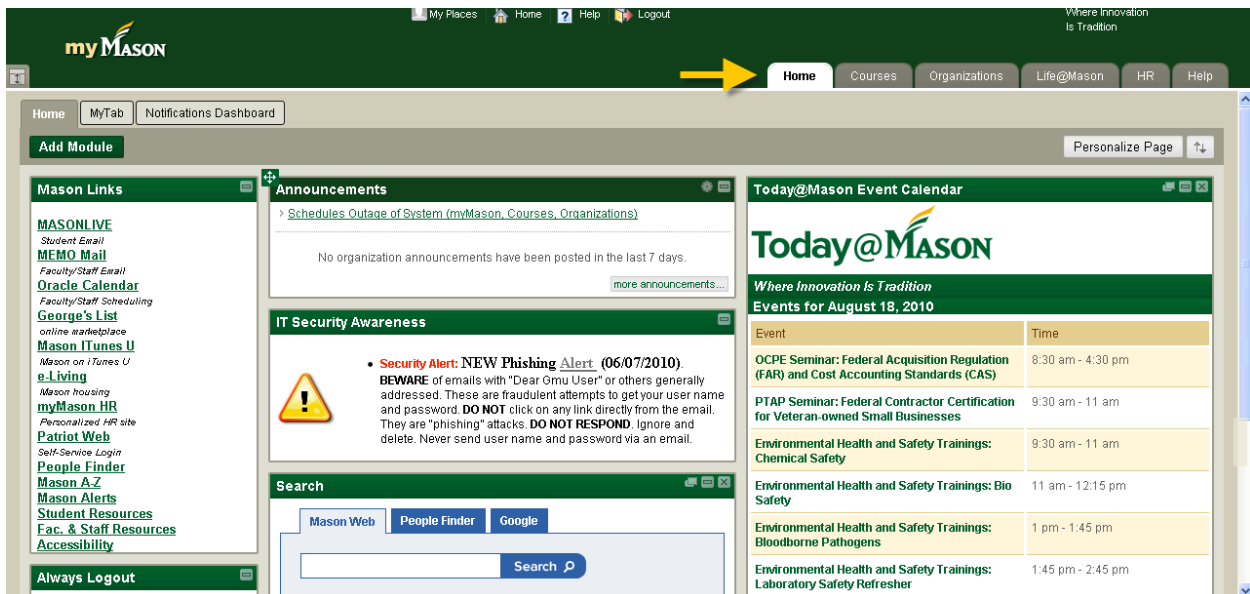 My Places Home ? Help Logout
Where Innovation
Is Tradition
my MASON
Home Courses Organizations Life@Mason HR Help
Home MyTab Notifications Dashboard
Add Module
Personalize Page
Mason Links
MASONLIVE
Student Email
MEMO Mail
Faculty/Staff Email
Oracle Calendar
Faculty/Staff Scheduling
George's List
online marketplace
Mason ITunes U
Mason on iTunes U
e-Living
Mason housing
myMason HR
Personalized HR site
Patriot Web
Self-Service Login
People Finder
Mason A-Z
Mason Alerts
Student Resources
Fac. & Staff Resources
Accessibility
Always Logout
Announcements
> Schedules Outage of System (myMason, Courses, Organizations)
No organization announcements have been posted in the last 7 days.
more announcements...
IT Security Awareness
• Security Alert: NEW Phishing Alert (06/07/2010).
BEWARE of emails with "Dear Gmu User" or others generally
addressed. These are fraudulent attempts to get your user name
and password. DO NOT click on any link directly from the email.
They are "phishing" attacks. DO NOT RESPOND. Ignore and
delete. Never send user name and password via an email.
Search
Mason Web People Finder Google
Search
Today@Mason Event Calendar
Today@MASON
Where Innovation Is Tradition
Events for August 18, 2010
Event Time
OCPE Seminar: Federal Acquisition Regulation 8:30 am - 4:30 pm
(FAR) and Cost Accounting Standards (CAS)
PTAP Seminar: Federal Contractor Certification 9:30 am - 11 am
for Veteran-owned Small Businesses
Environmental Health and Safety Trainings: 9:30 am - 11 am
Chemical Safety
Environmental Health and Safety Trainings: Bio 11 am - 12:15 pm
Safety
Environmental Health and Safety Trainings: 1 pm - 1:45 pm
Bloodborne Pathogens
Environmental Health and Safety Trainings: 1:45 pm - 2:45 pm
Laboratory Safety Refresher